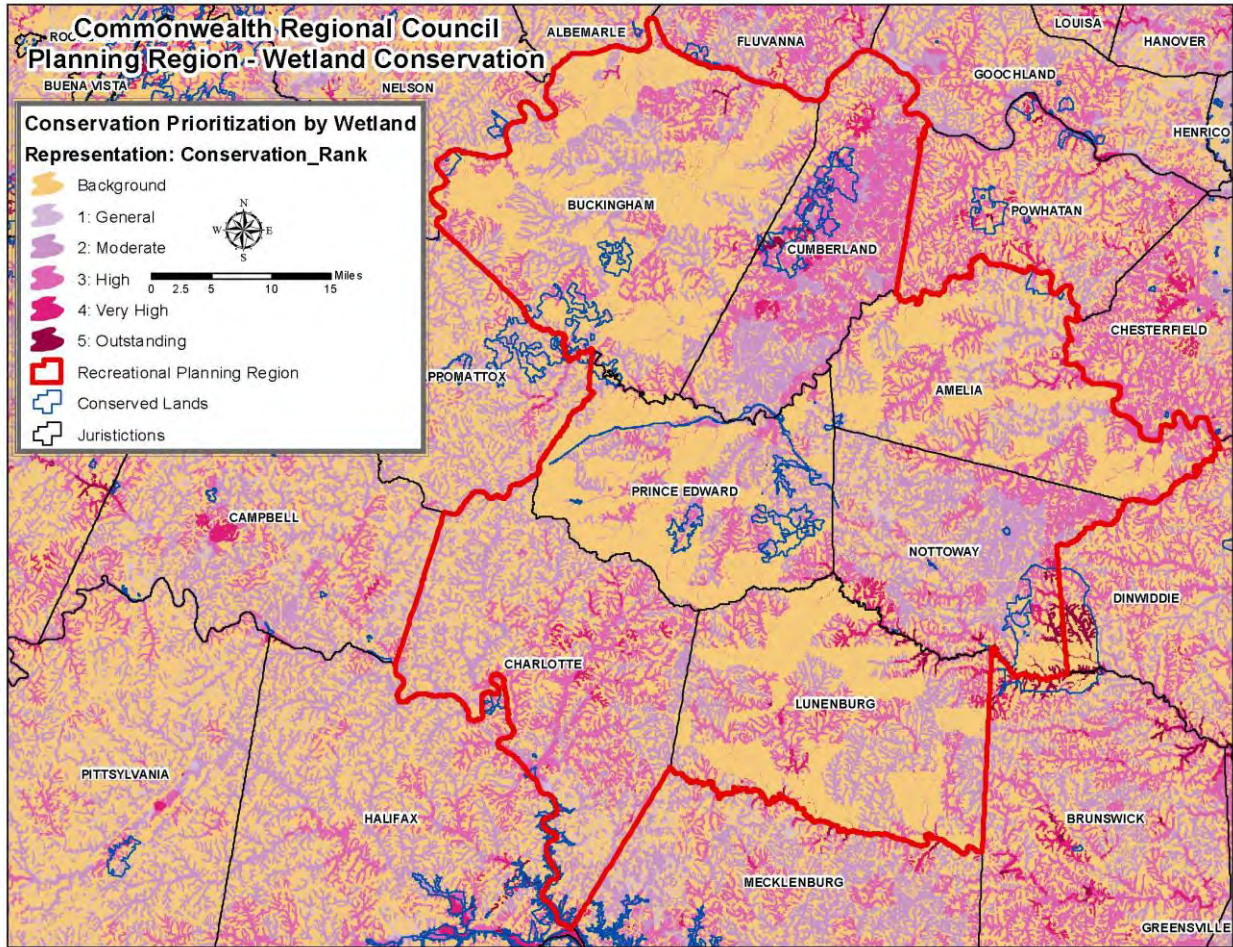 Commonwealth Regional Council
Planning Region - Wetland Conservation
ALBEMARLE
FLUVANNA
LOUISA
HANOVER
BUENA VISTA
NELSON
GOOCHLAND
HENRICO
Conservation Prioritization by Wetland
Representation: Conservation_Rank
Background
1: General
2: Moderate
3: High
4: Very High
5: Outstanding
Recreational Planning Region
Conserved Lands
Juristictions
N
W E
S
0 2.5 5 10 15 Miles
BUCKINGHAM
CUMBERLAND
POWHATAN
CHESTERFIELD
PPOMATTOX
AMELIA
PRINCE EDWARD
CAMPBELL
NOTTOWAY
DINWIDDIE
CHARLOTTE
LUNENBURG
PITTSYLVANIA
HALIFAX
BRUNSWICK
MECKLENBURG
GREENSVILLE